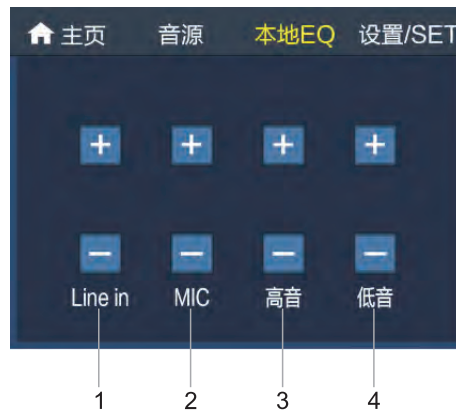 主页 音源 本地EQ 设置/SET
+ + + +
− − − −
Line in MIC 高音 低音
1 2 3 4